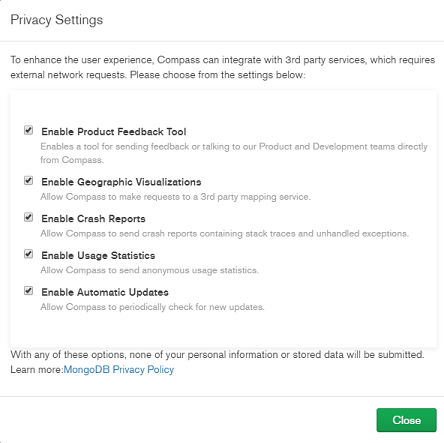 Privacy Settings
To enhance the user experience, Compass can integrate with 3rd party services, which requires
external network requests. Please choose from the settings below:
Enable Product Feedback Tool
Enables a tool for sending feedback or talking to our Product and Development teams directly
from Compass.
Enable Geographic Visualizations
Allow Compass to make requests to a 3rd party mapping service.
Enable Crash Reports
Allow Compass to send crash reports containing stack traces and unhandled exceptions.
Enable Usage Statistics
Allow Compass to send anonymous usage statistics.
Enable Automatic Updates
Allow Compass to periodically check for new updates.
With any of these options, none of your personal information or stored data will be submitted.
Learn more:MongoDB Privacy Policy
Close